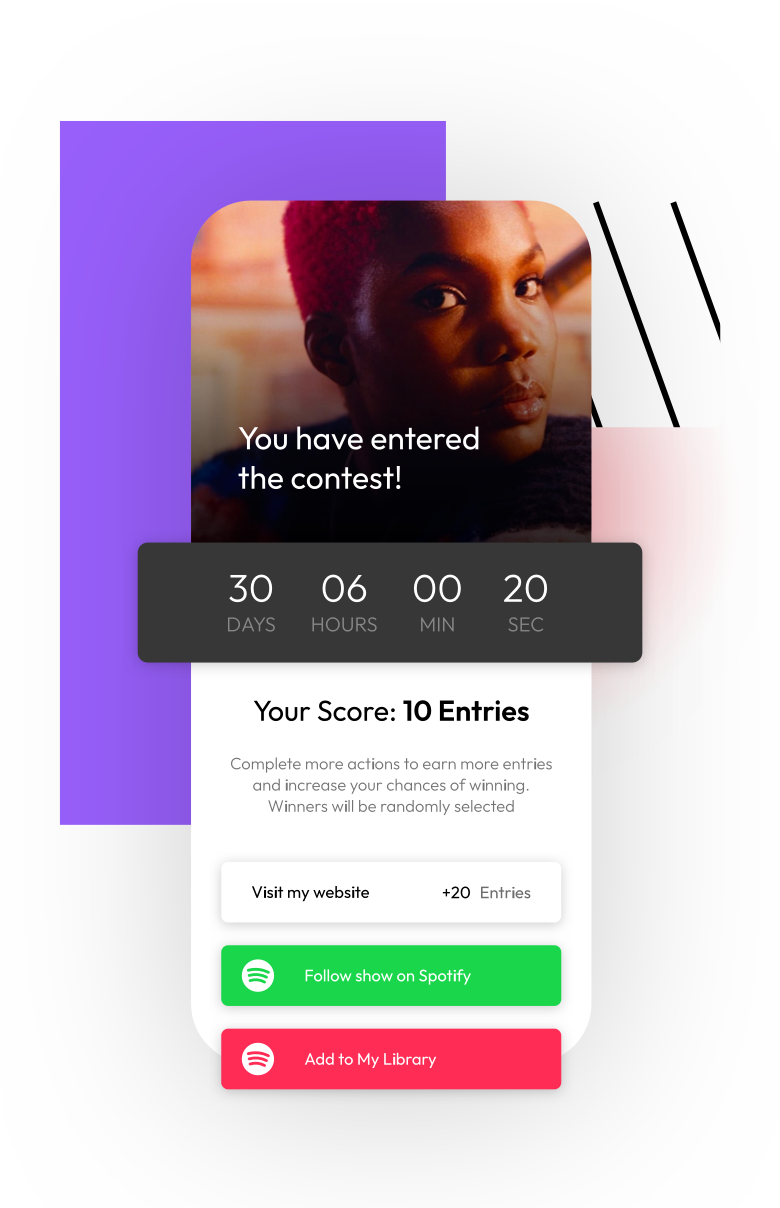 You have entered
the contest!
30 06 00 20
DAYS HOURS MIN SEC
Your Score: 10 Entries
Complete more actions to earn more entries
and increase your chances of winning.
Winners will be randomly selected
Visit my website +20 Entries
Follow show on Spotify
Add to My Library